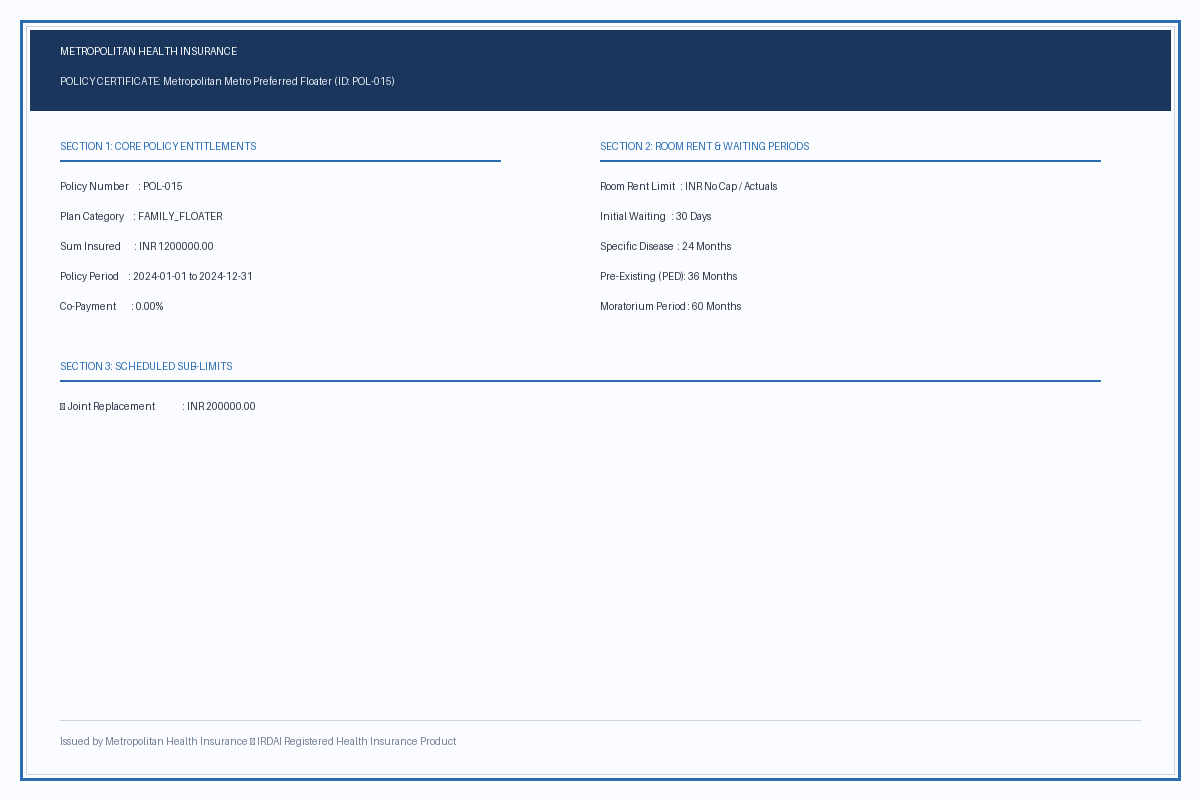 METROPOLITAN HEALTH INSURANCE
POLICY CERTIFICATE: Metropolitan Metro Preferred Floater (ID: POL-015)
SECTION 1: CORE POLICY ENTITLEMENTS
Policy Number : POL-015
Plan Category : FAMILY_FLOATER
Sum Insured : INR 1200000.00
Policy Period : 2024-01-01 to 2024-12-31
Co-Payment : 0.00%
SECTION 2: ROOM RENT & WAITING PERIODS
Room Rent Limit : INR No Cap / Actuals
Initial Waiting : 30 Days
Specific Disease : 24 Months
Pre-Existing (PED): 36 Months
Moratorium Period : 60 Months
SECTION 3: SCHEDULED SUB-LIMITS
Joint Replacement : INR 200000.00
Issued by Metropolitan Health Insurance IRDAI Registered Health Insurance Product